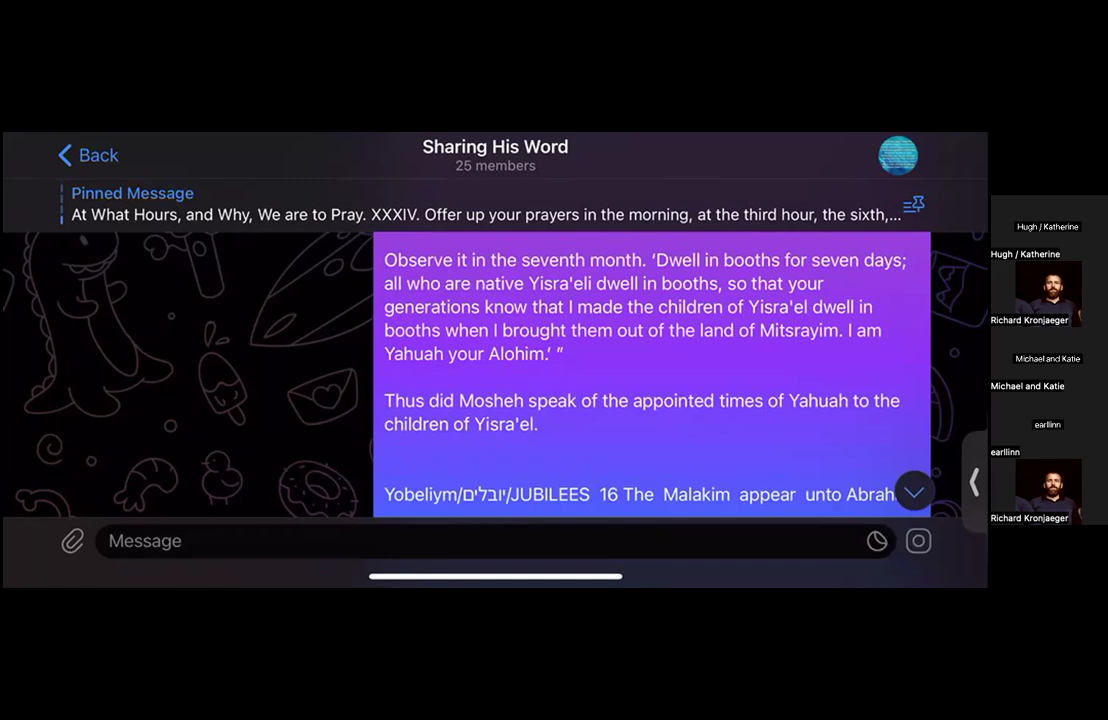 Back
Sharing His Word
25 members
Pinned Message
At What Hours, and Why, We are to Pray. XXXIV. Offer up your prayers in the morning, at the third hour, the sixth,...
Observe it in the seventh month. ‘Dwell in booths for seven days;
all who are native Yisra'eli dwell in booths, so that your
generations know that I made the children of Yisra'el dwell in
booths when I brought them out of the land of Mitsrayim. I am
Yahuah your Alohim.’ ”
Thus did Mosheh speak of the appointed times of Yahuah to the
children of Yisra'el.
Yobeliym/יובלים/JUBILEES 16 The Malakim appear unto Abrah
Message
Hugh / Katherine
Hugh / Katherine
Richard Kronjaeger
Michael and Katie
Michael and Katie
earllinn
earllinn
Richard Kronjaeger